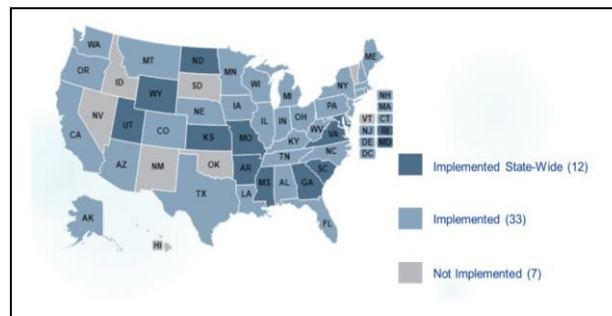 WA
ND
ME
MT
OR
MN
ID
SD
WI
NY
WY
MI
IA
PA
NE
NV
OH
IL
IN
UT
CO
WV
VA
CA
KS
MO
KY
NC
TN
AZ
OK
AR
SC
NM
MS
AL
GA
TX
LA
FL
AK
HI
NH
MA
VT
CT
NJ
RI
DE
MD
DC
Implemented State-Wide (12)
Implemented (33)
Not Implemented (7)